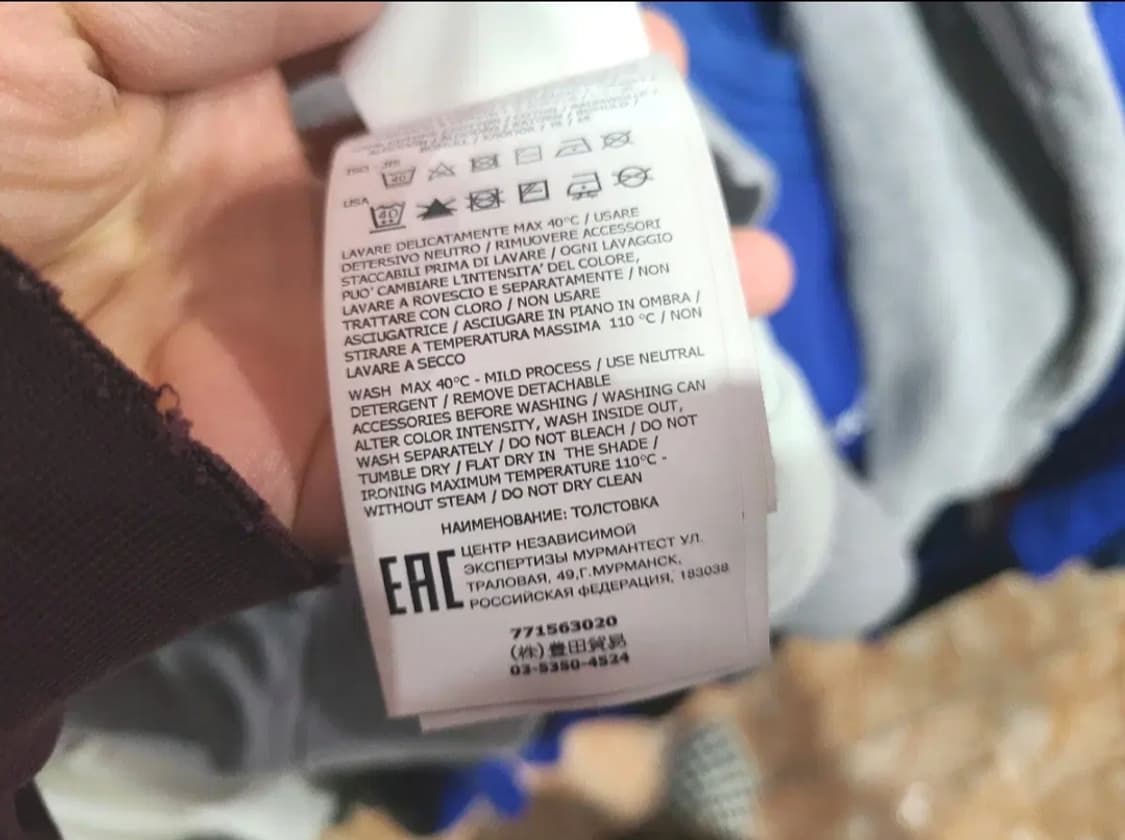 ISO
40
USA
40
LAVARE DELICATAMENTE MAX 40°C / USARE
DETERSIVO NEUTRO / RIMUOVERE ACCESSORI
STACCABILI PRIMA DI LAVARE / OGNI LAVAGGIO
PUO' CAMBIARE L'INTENSITA' DEL COLORE,
LAVARE A ROVESCIO E SEPARATAMENTE / NON
TRATTARE CON CLORO / NON USARE
ASCIUGATRICE / ASCIUGARE IN PIANO IN OMBRA /
STIRARE A TEMPERATURA MASSIMA 110 °C / NON
LAVARE A SECCO
WASH MAX 40°C - MILD PROCESS / USE NEUTRAL
DETERGENT / REMOVE DETACHABLE
ACCESSORIES BEFORE WASHING / WASHING CAN
ALTER COLOR INTENSITY, WASH INSIDE OUT,
WASH SEPARATELY / DO NOT BLEACH / DO NOT
TUMBLE DRY / FLAT DRY IN THE SHADE /
IRONING MAXIMUM TEMPERATURE 110°C -
WITHOUT STEAM / DO NOT DRY CLEAN
НАИМЕНОВАНИЕ: ТОЛСТОВКА
EAC
ЦЕНТР НЕЗАВИСИМОЙ
ЭКСПЕРТИЗЫ МУРМАНТЕСТ УЛ.
ТРАЛОВАЯ, 49,Г.МУРМАНСК,
РОССИЙСКАЯ ФЕДЕРАЦИЯ, 183038
771563020
(株)豊田貿易
03-5350-4524